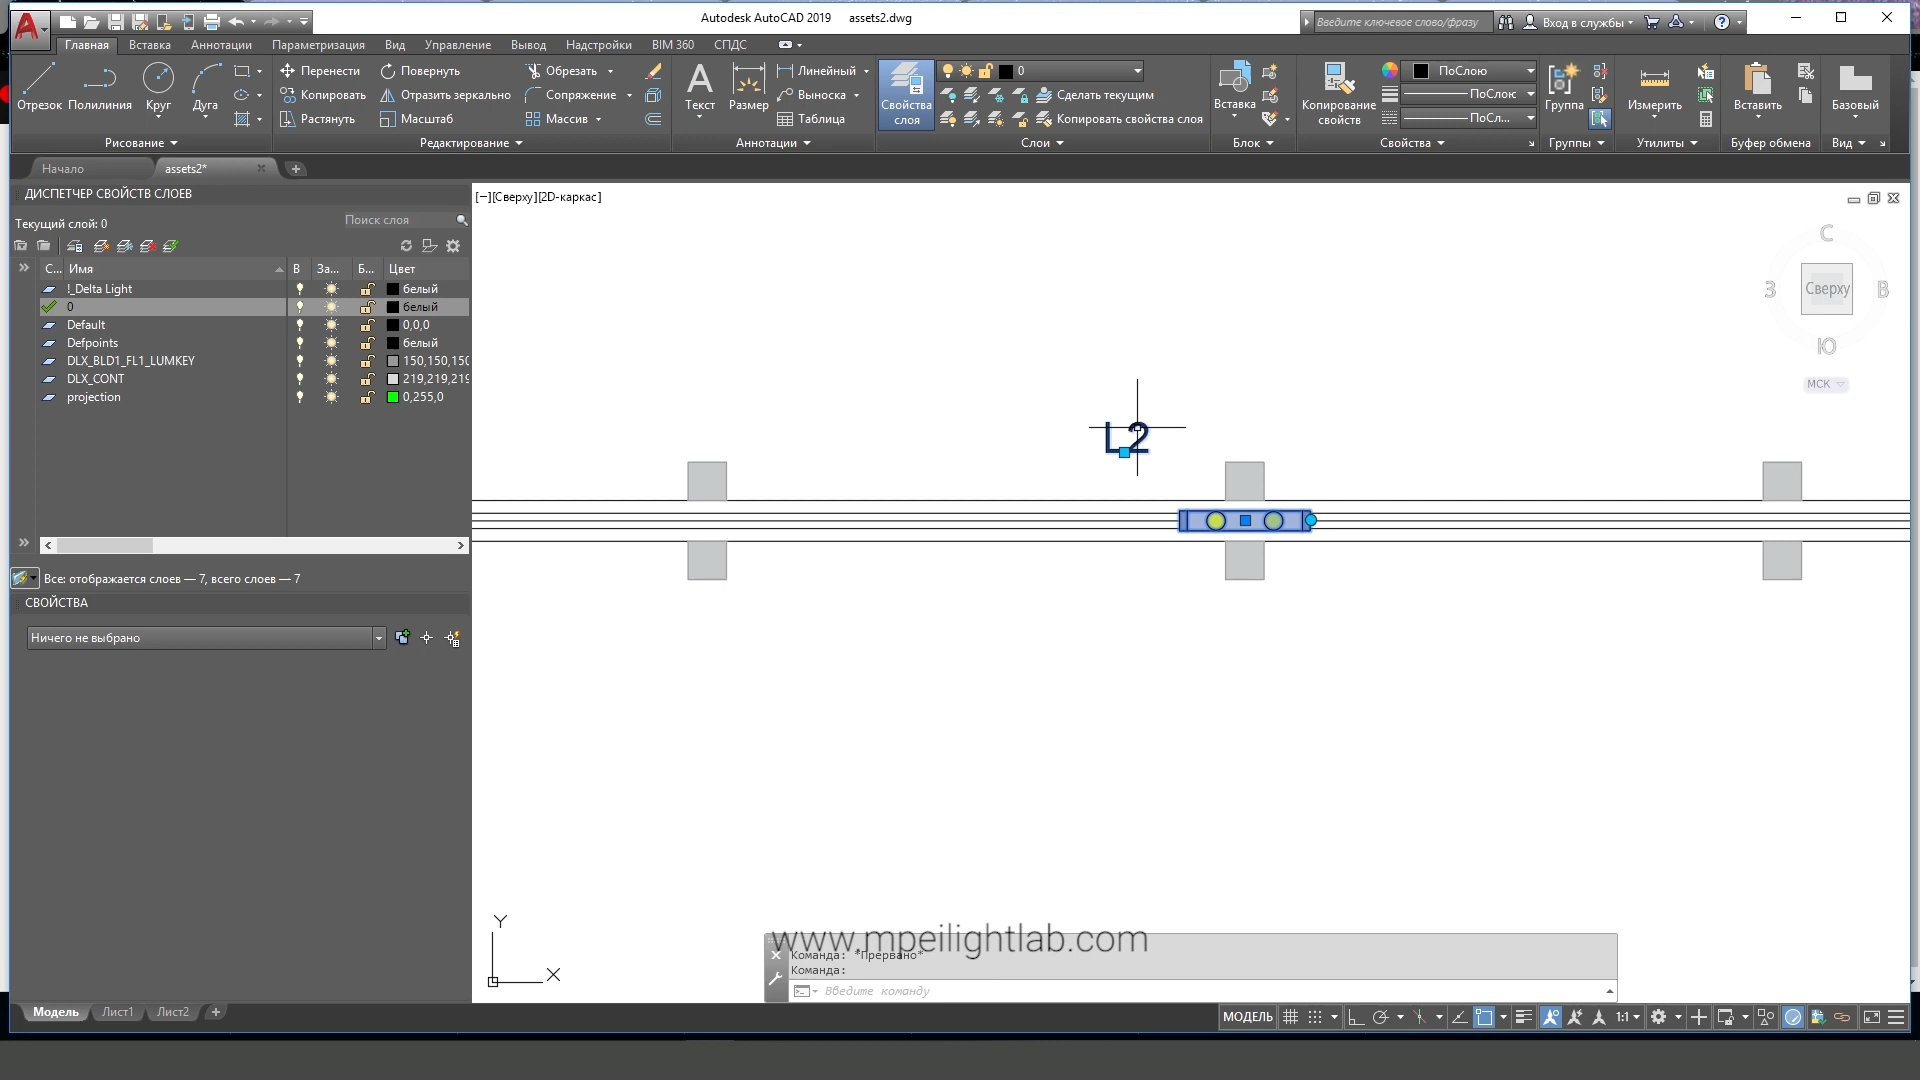 Autodesk AutoCAD 2019 assets2.dwg
Введите ключевое слово/фразу
Вход в службы
Главная Вставка Аннотации Параметризация Вид Управление Вывод Надстройки BIM 360 СПДС
Отрезок Полилиния Круг Дуга
Перенести Повернуть Обрезать
Копировать Отразить зеркально Сопряжение
Растянуть Масштаб Массив
Текст Размер
Линейный
Выноска
Таблица
Свойства слоя
0
Сделать текущим
Копировать свойства слоя
Вставка
Копирование свойств
ПоСлою
ПоСлою
ПоСл...
Группа
Измерить
Вставить
Базовый
Рисование Редактирование Аннотации Слои Блок Свойства Группы Утилиты Буфер обмена Вид
Начало assets2*
ДИСПЕТЧЕР СВОЙСТВ СЛОЕВ
Текущий слой: 0
Поиск слоя
С... Имя В За... Б... Цвет
!_Delta Light белый
0 белый
Default 0,0,0
Defpoints белый
DLX_BLD1_FL1_LUMKEY 150,150,150
DLX_CONT 219,219,219
projection 0,255,0
Все: отображается слоев — 7, всего слоев — 7
СВОЙСТВА
Ничего не выбрано
[−][Сверху][2D-каркас]
С
З Сверху В
Ю
МСК
L2
Y
X
www.mpeilightlab.com
Команда: *Прервано*
Команда:
Введите команду
Модель Лист1 Лист2
МОДЕЛЬ
1:1